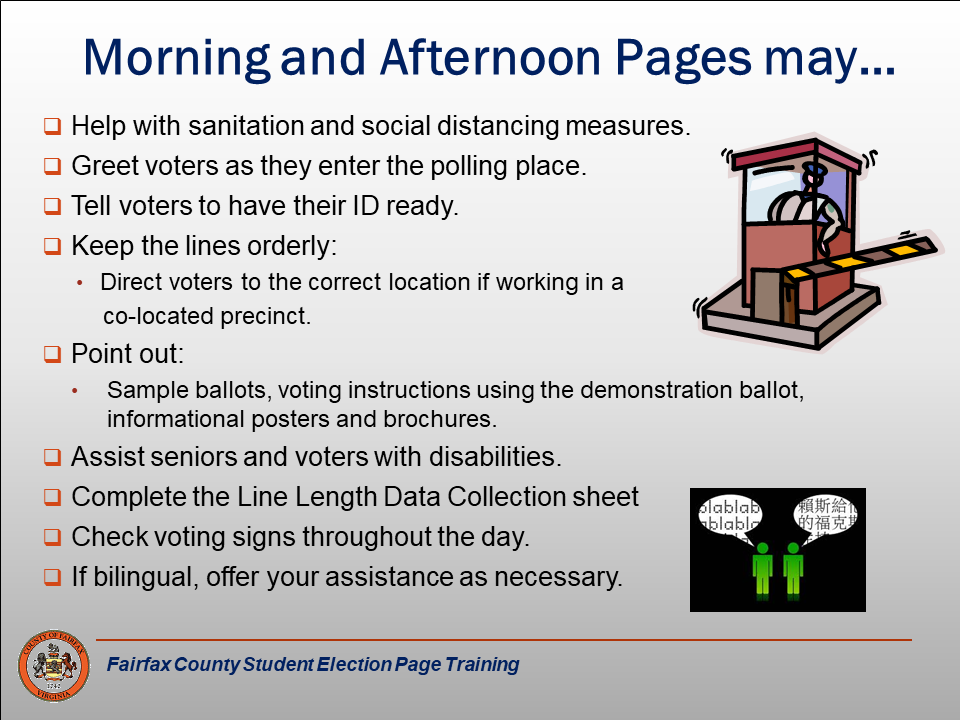 Morning and Afternoon Pages may...
Help with sanitation and social distancing measures.
Greet voters as they enter the polling place.
Tell voters to have their ID ready.
Keep the lines orderly:
• Direct voters to the correct location if working in a
co-located precinct.
Point out:
• Sample ballots, voting instructions using the demonstration ballot,
informational posters and brochures.
Assist seniors and voters with disabilities.
Complete the Line Length Data Collection sheet
Check voting signs throughout the day.
If bilingual, offer your assistance as necessary.
blablab
ablabla
賴斯給
的福克斯
COUNTY OF FAIRFAX
VIRGINIA
1742
Fairfax County Student Election Page Training